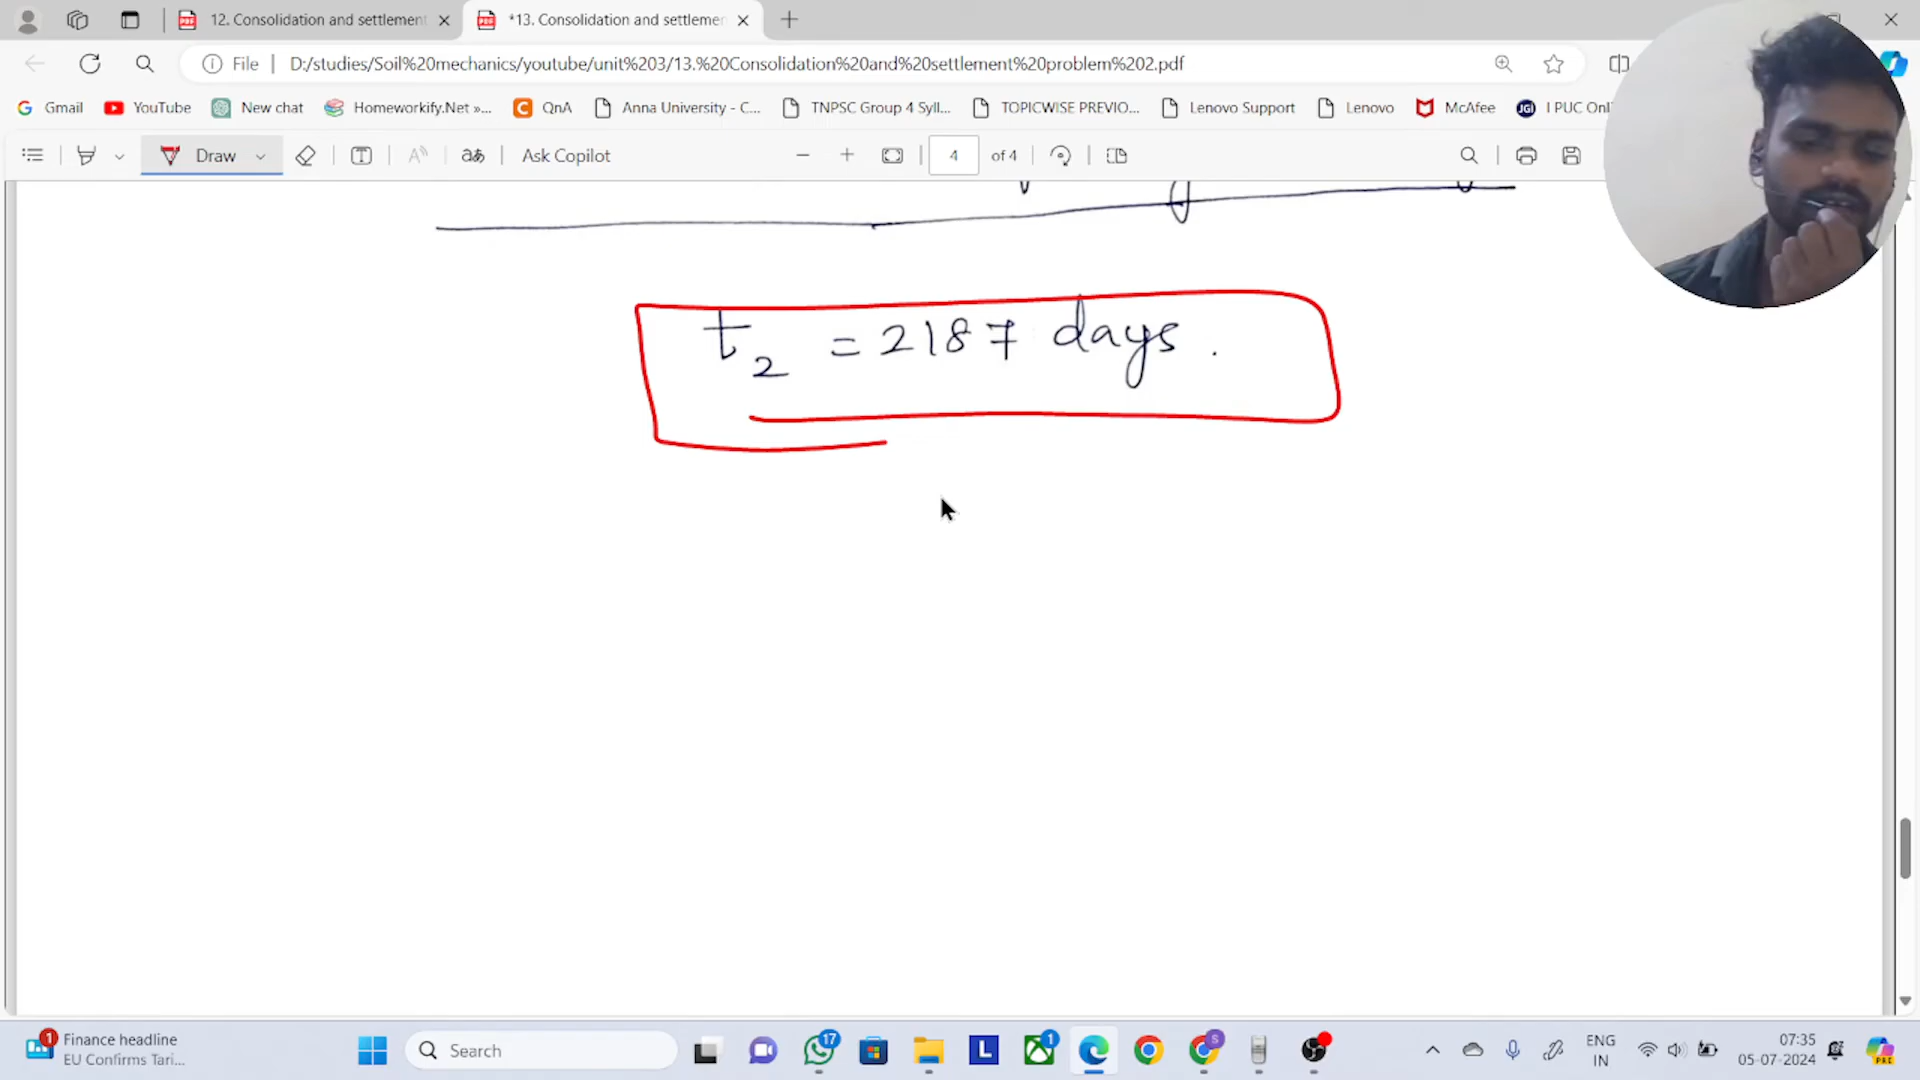 12. Consolidation and settlement
*13. Consolidation and settlemer
File
D:/studies/Soil%20mechanics/youtube/unit%203/13.%20Consolidation%20and%20settlement%20problem%202.pdf
Gmail
YouTube
New chat
Homeworkify.Net »...
QnA
Anna University - C...
TNPSC Group 4 Syll...
TOPICWISE PREVIO...
Lenovo Support
Lenovo
McAfee
I PUC Onl
Draw
Ask Copilot
4 of 4
t2 = 2187 days.
Finance headline
EU Confirms Tari...
Search
17
1
ENG
IN
07:35
05-07-2024